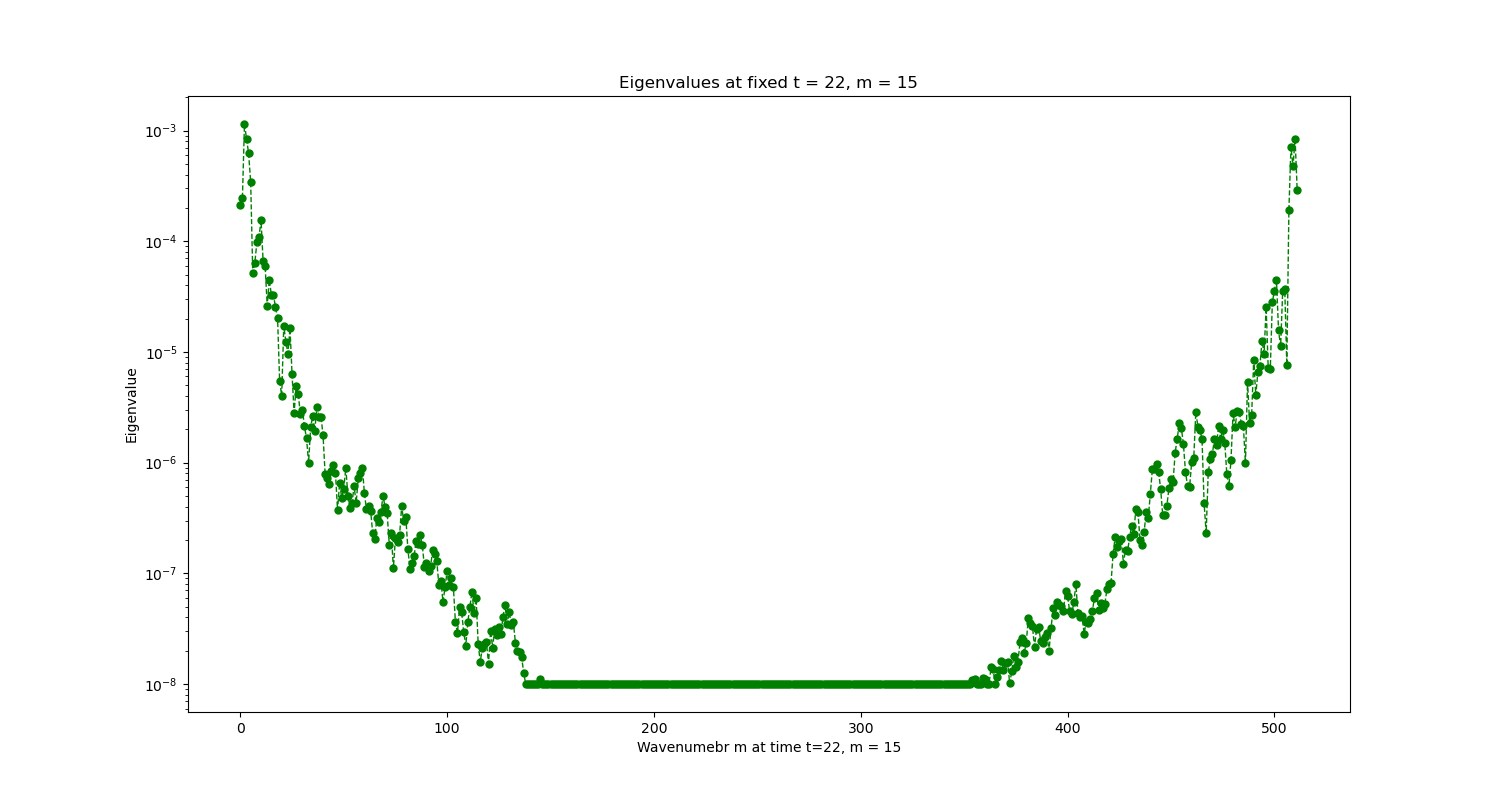 Eigenvalues at fixed t = 22, m = 15
Eigenvalue
10⁻³
10⁻⁴
10⁻⁵
10⁻⁶
10⁻⁷
10⁻⁸
0 100 200 300 400 500
Wavenumebr m at time t=22, m = 15